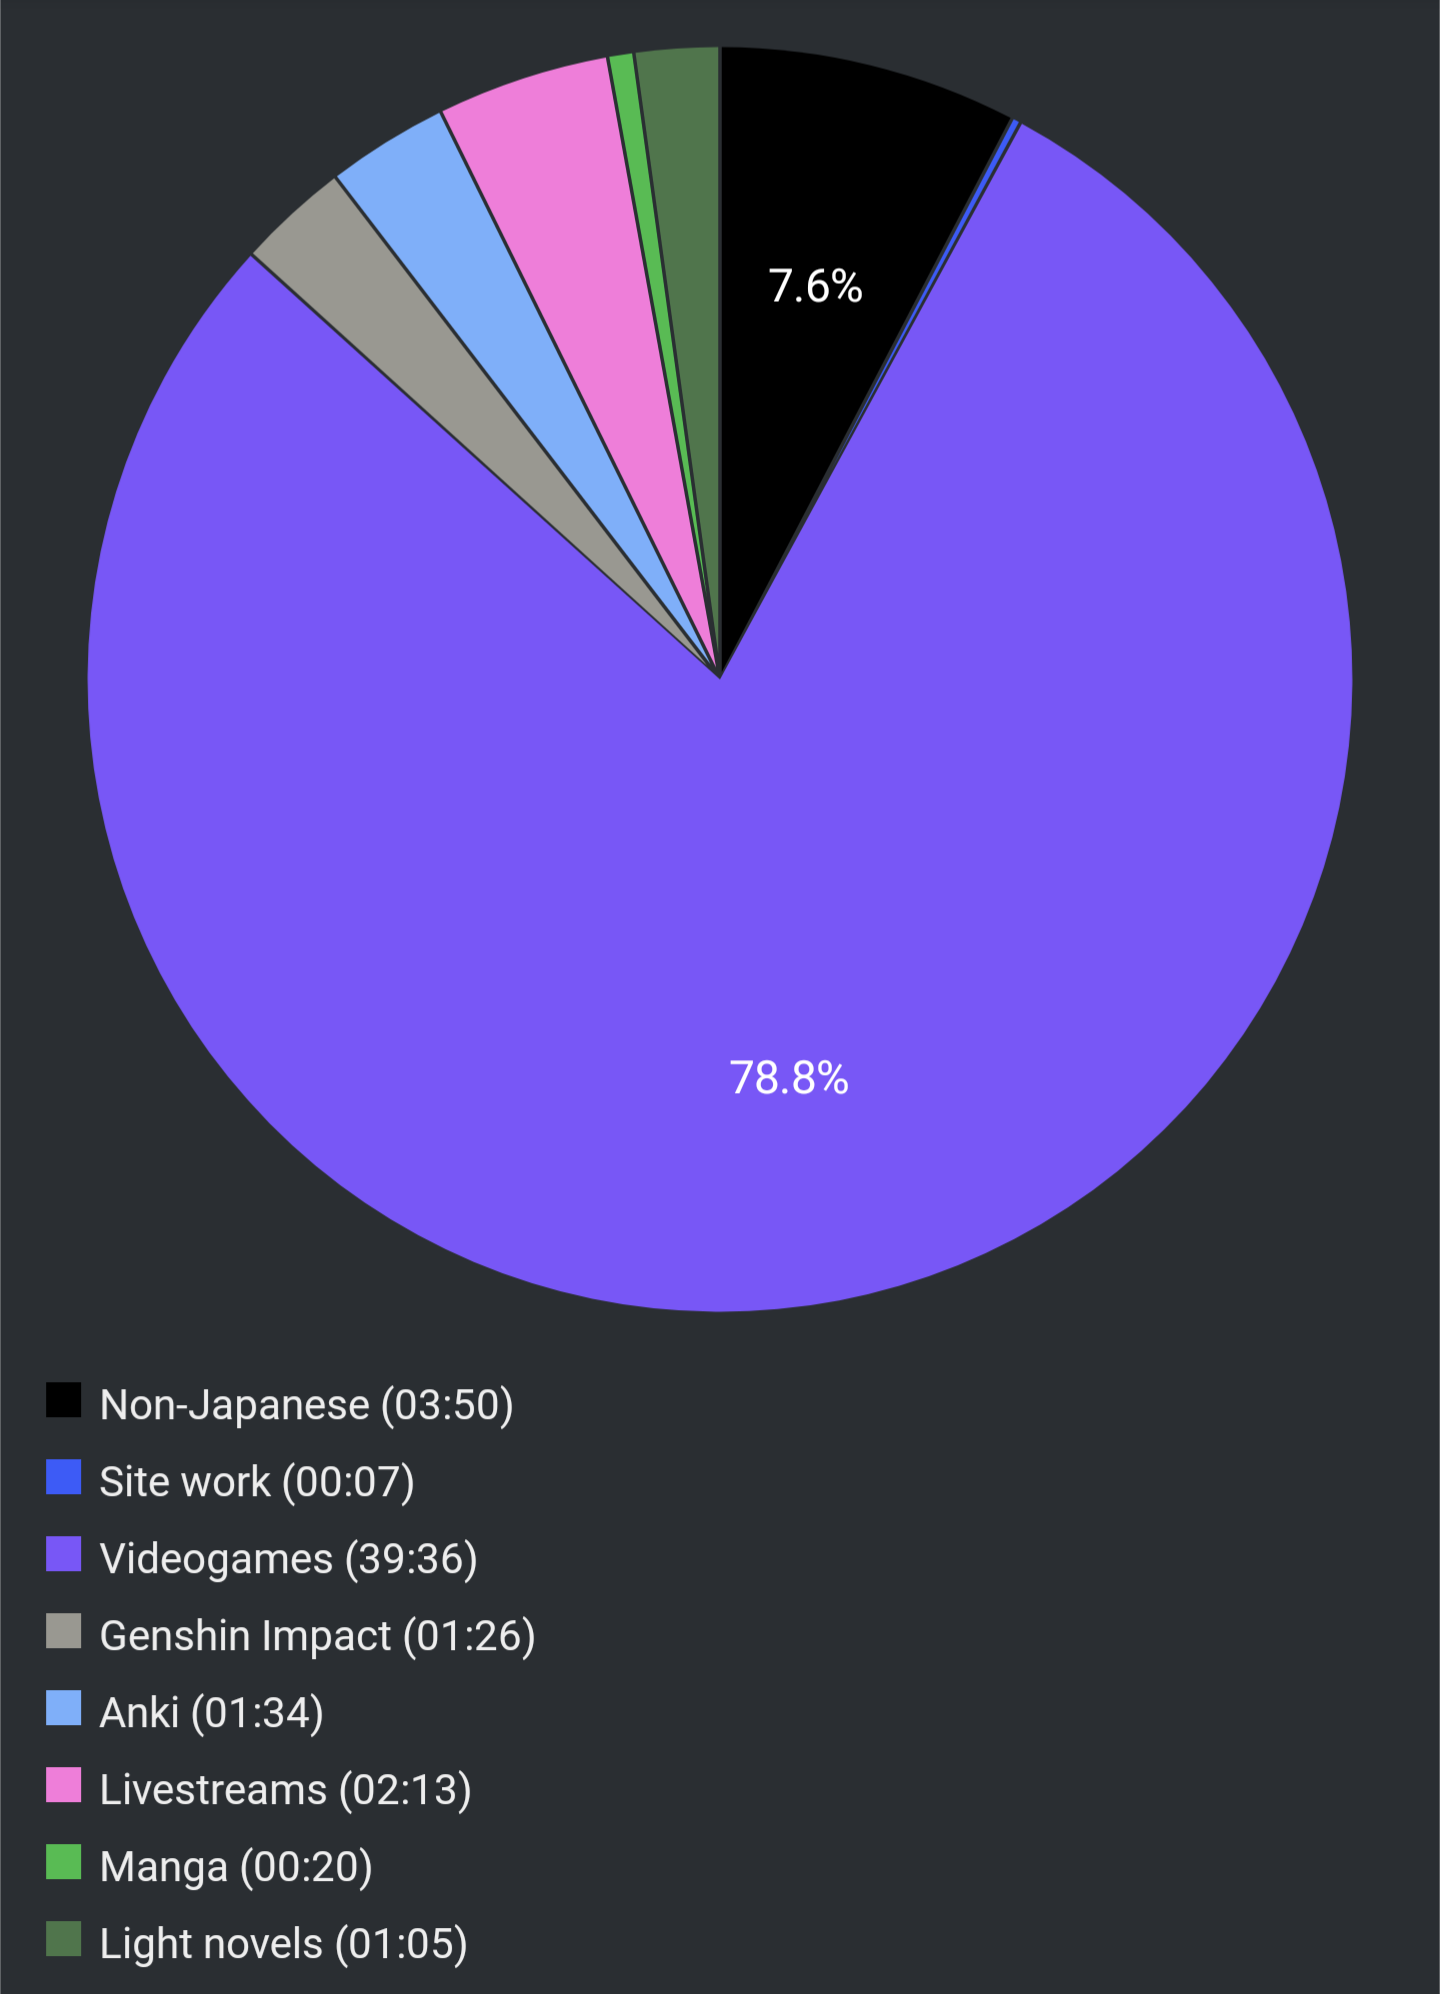 7.6%
78.8%
Non-Japanese (03:50)
Site work (00:07)
Videogames (39:36)
Genshin Impact (01:26)
Anki (01:34)
Livestreams (02:13)
Manga (00:20)
Light novels (01:05)